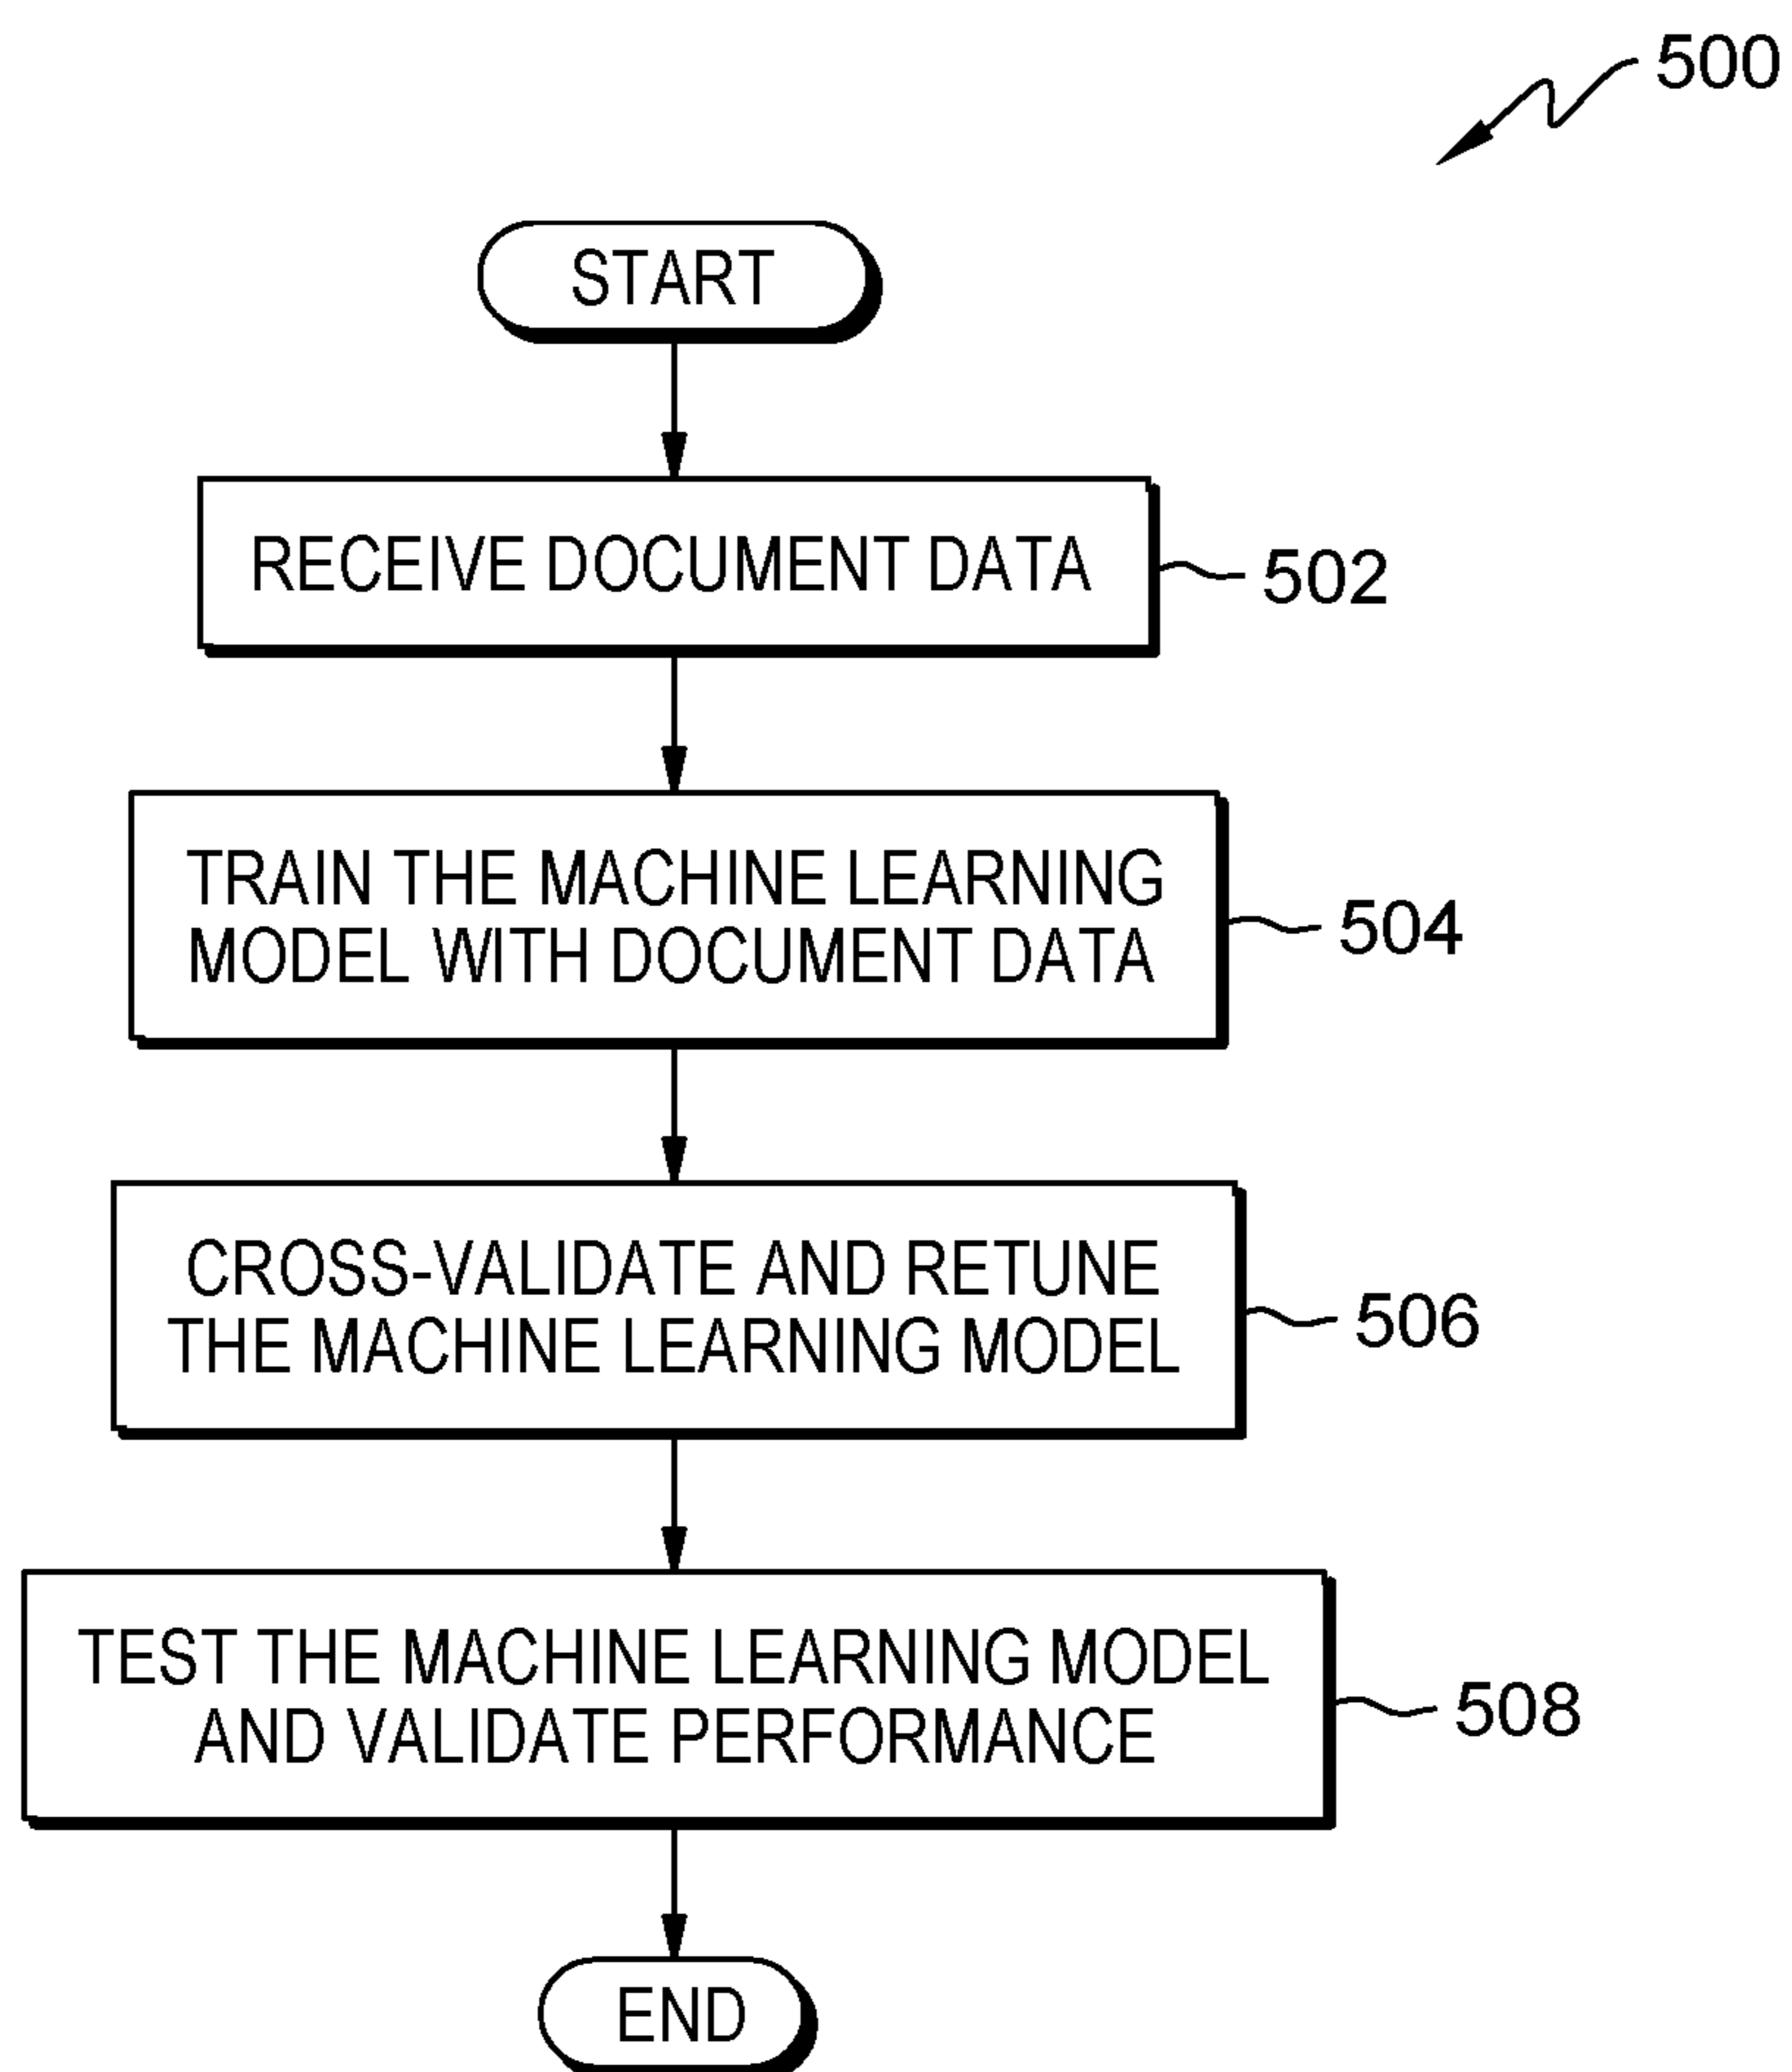 500
START
RECEIVE DOCUMENT DATA
502
TRAIN THE MACHINE LEARNING
MODEL WITH DOCUMENT DATA
504
CROSS-VALIDATE AND RETUNE
THE MACHINE LEARNING MODEL
506
TEST THE MACHINE LEARNING MODEL
AND VALIDATE PERFORMANCE
508
END